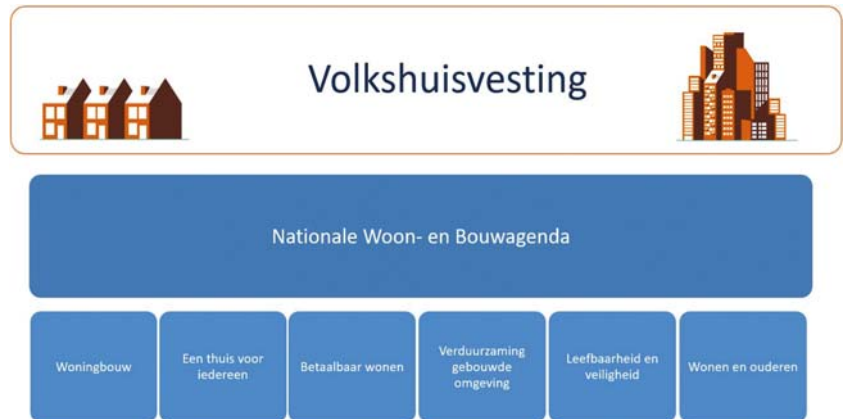 Volkshuisvesting
Nationale Woon- en Bouwagenda
Woningbouw
Een thuis voor
iedereen
Betaalbaar wonen
Verduurzaming
gebouwde
omgeving
Leefbaarheid en
veiligheid
Wonen en ouderen